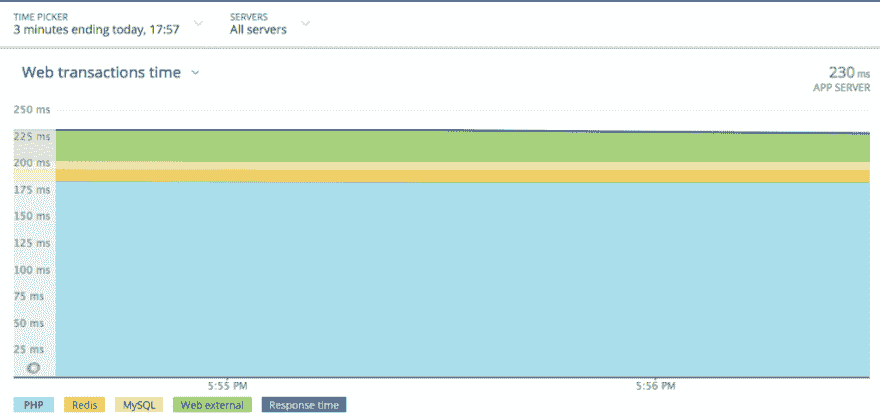 TIME PICKER
3 minutes ending today, 17:57
SERVERS
All servers
Web transactions time
230 ms
APP SERVER
250 ms
225 ms
200 ms
175 ms
150 ms
125 ms
100 ms
75 ms
50 ms
25 ms
5:55 PM
5:56 PM
PHP
Redis
MySQL
Web external
Response time